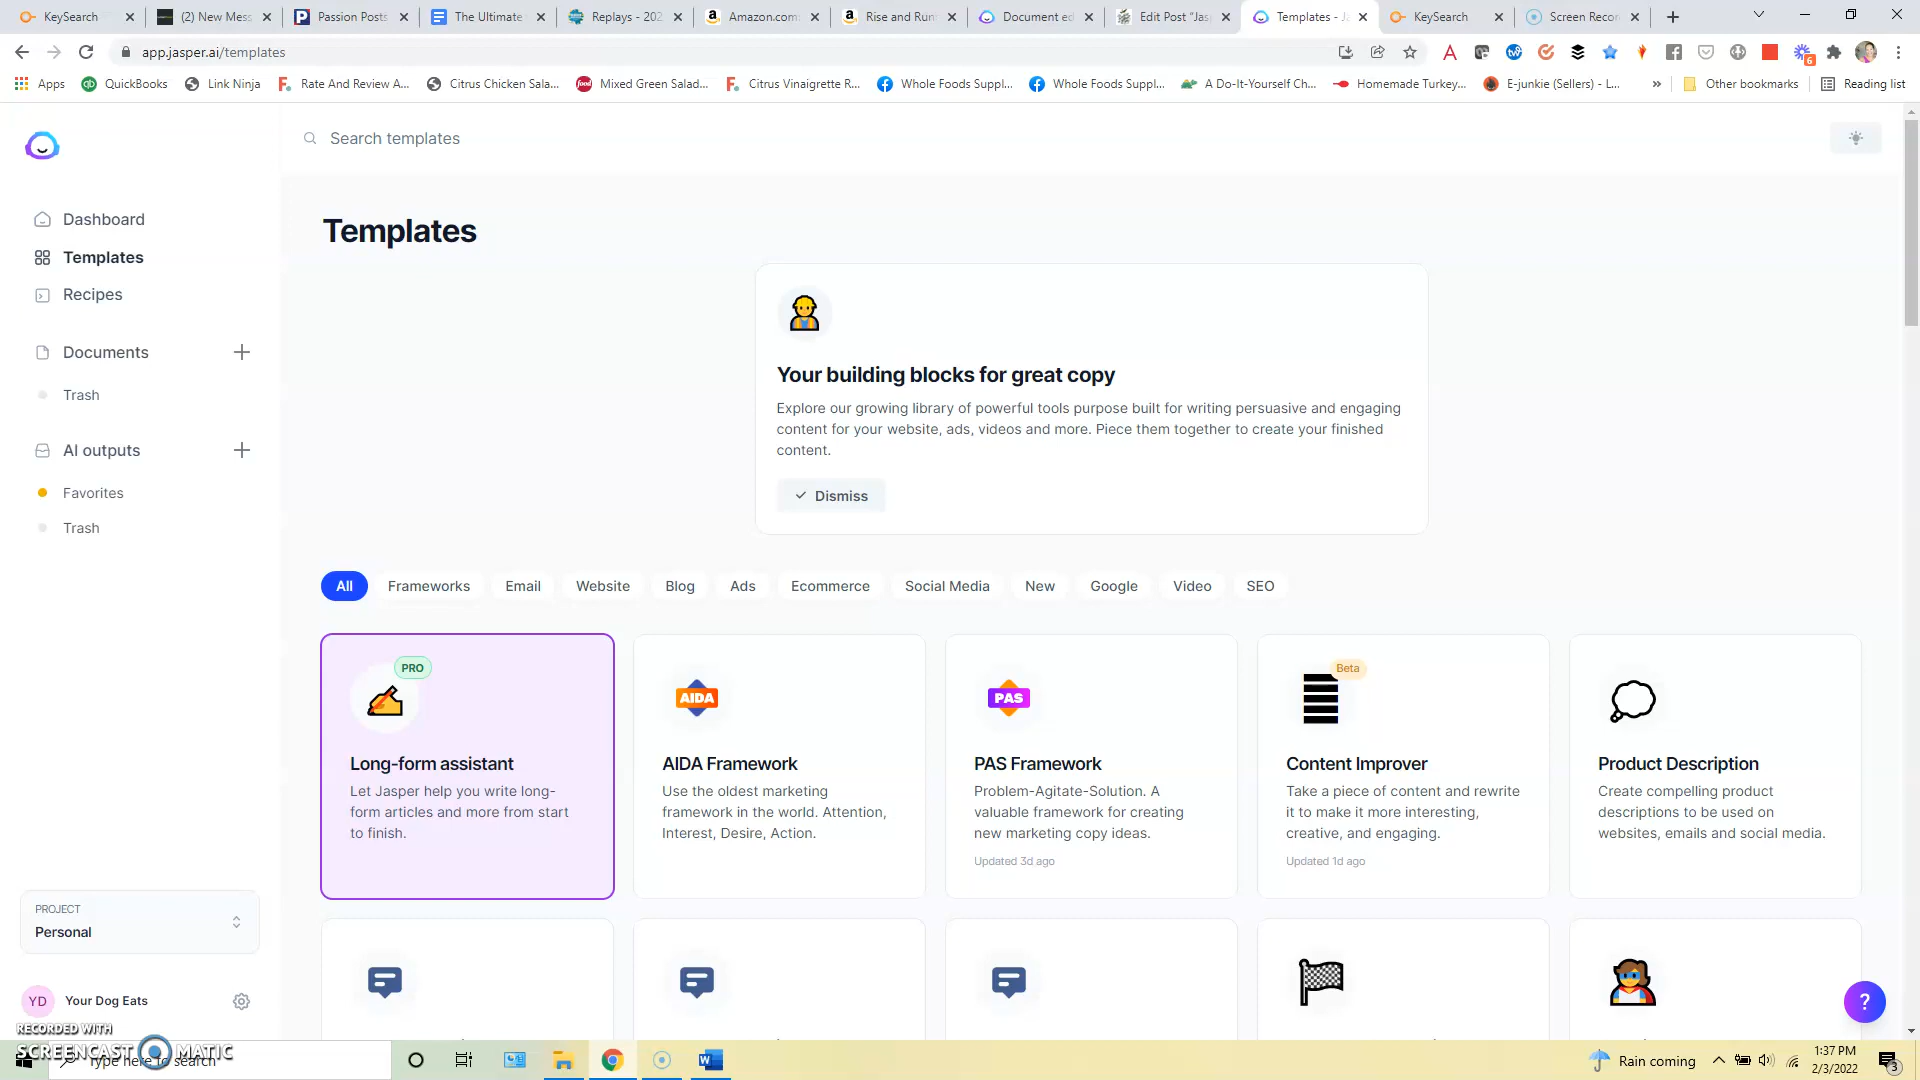 KeySearch
(2) New Mess
Passion Posts
The Ultimate
Replays - 202
Amazon.com:
Rise and Run
Document ed
Edit Post "Jas
Templates - J
KeySearch
Screen Recor
app.jasper.ai/templates
6
Apps
QuickBooks
Link Ninja
Rate And Review A...
Citrus Chicken Sala...
Mixed Green Salad...
Citrus Vinaigrette R...
Whole Foods Suppl...
Whole Foods Suppl...
A Do-It-Yourself Ch...
Homemade Turkey...
E-junkie (Sellers) - L...
»
Other bookmarks
Reading list
Search templates
Dashboard
Templates
Recipes
Documents
Trash
AI outputs
Favorites
Trash
PROJECT
Personal
YD
Your Dog Eats
Templates
Your building blocks for great copy
Explore our growing library of powerful tools purpose built for writing persuasive and engaging
content for your website, ads, videos and more. Piece them together to create your finished
content.
Dismiss
All
Frameworks
Email
Website
Blog
Ads
Ecommerce
Social Media
New
Google
Video
SEO
PRO
Long-form assistant
Let Jasper help you write long-
form articles and more from start
to finish.
AIDA
AIDA Framework
Use the oldest marketing
framework in the world. Attention,
Interest, Desire, Action.
PAS
PAS Framework
Problem-Agitate-Solution. A
valuable framework for creating
new marketing copy ideas.
Updated 3d ago
Beta
Content Improver
Take a piece of content and rewrite
it to make it more interesting,
creative, and engaging.
Updated 1d ago
Product Description
Create compelling product
descriptions to be used on
websites, emails and social media.
?
RECORDED WITH
SCREENCAST MATIC
Type here to search
Rain coming
1:37 PM
2/3/2022
3